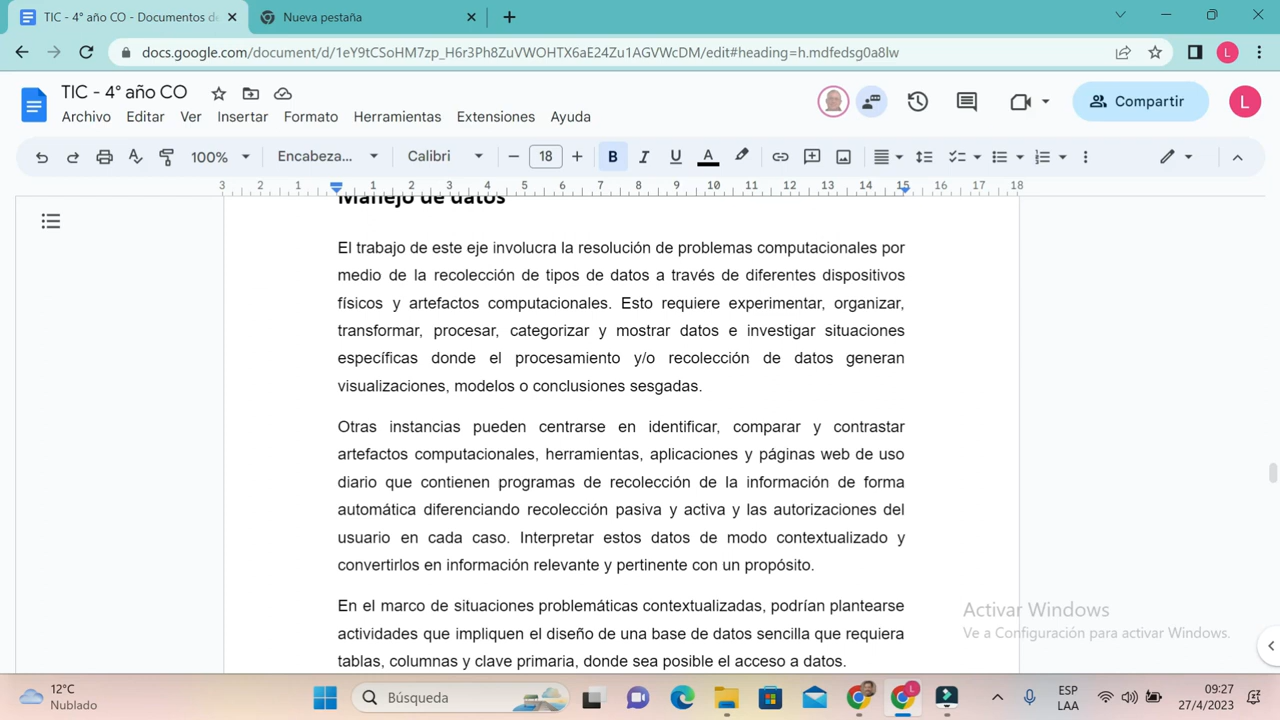 TIC - 4° año CO - Documentos de
Nueva pestaña
docs.google.com/document/d/1eY9tCSoHM7zp_H6r3Ph8ZuVWOHTX6aE24Zu1AGVWcDM/edit#heading=h.mdfedsg0a8lw
L
TIC - 4° año CO
Compartir
L
Archivo Editar Ver Insertar Formato Herramientas Extensiones Ayuda
100% Encabeza... Calibri 18 B I U A
3 2 1 1 2 3 4 5 6 7 8 9 10 11 12 13 14 15 16 17 18
Manejo de datos
El trabajo de este eje involucra la resolución de problemas computacionales por
medio de la recolección de tipos de datos a través de diferentes dispositivos
físicos y artefactos computacionales. Esto requiere experimentar, organizar,
transformar, procesar, categorizar y mostrar datos e investigar situaciones
específicas donde el procesamiento y/o recolección de datos generan
visualizaciones, modelos o conclusiones sesgadas.
Otras instancias pueden centrarse en identificar, comparar y contrastar
artefactos computacionales, herramientas, aplicaciones y páginas web de uso
diario que contienen programas de recolección de la información de forma
automática diferenciando recolección pasiva y activa y las autorizaciones del
usuario en cada caso. Interpretar estos datos de modo contextualizado y
convertirlos en información relevante y pertinente con un propósito.
En el marco de situaciones problemáticas contextualizadas, podrían plantearse
actividades que impliquen el diseño de una base de datos sencilla que requiera
tablas, columnas y clave primaria, donde sea posible el acceso a datos.
Activar Windows
Ve a Configuración para activar Windows.
12°C
Nublado
Búsqueda
L
ESP
LAA
09:27
27/4/2023